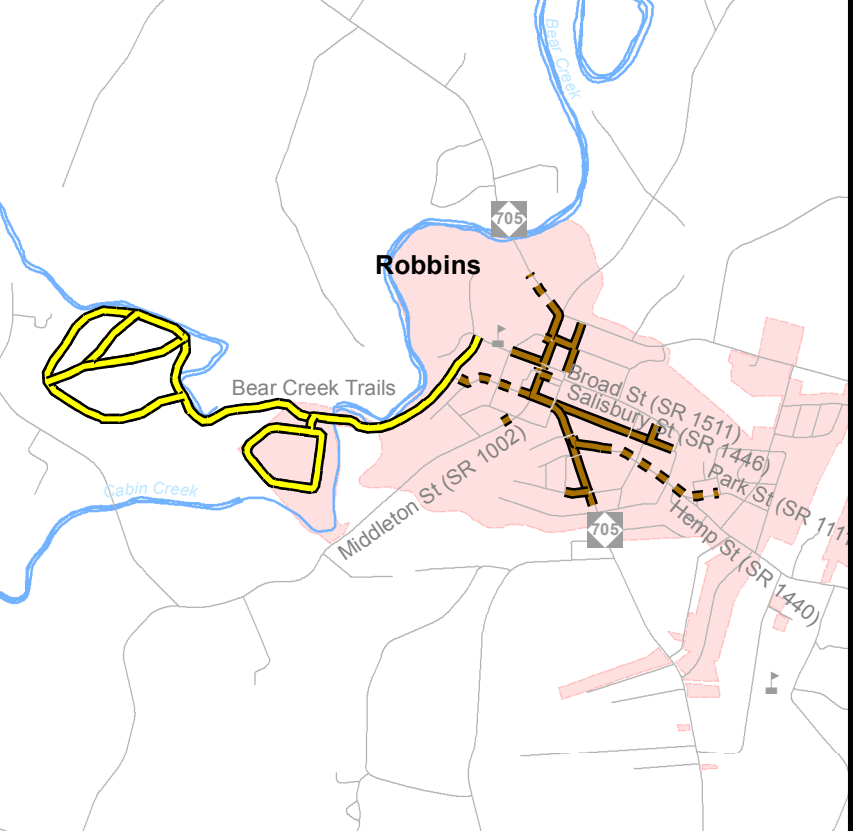 Bear Creek
705
Robbins
Bear Creek Trails
Broad St (SR 1511)
Salisbury St (SR 1446)
Middleton St (SR 1002)
Park St (SR 111
Cabin Creek
705
Hemp St (SR 1440)